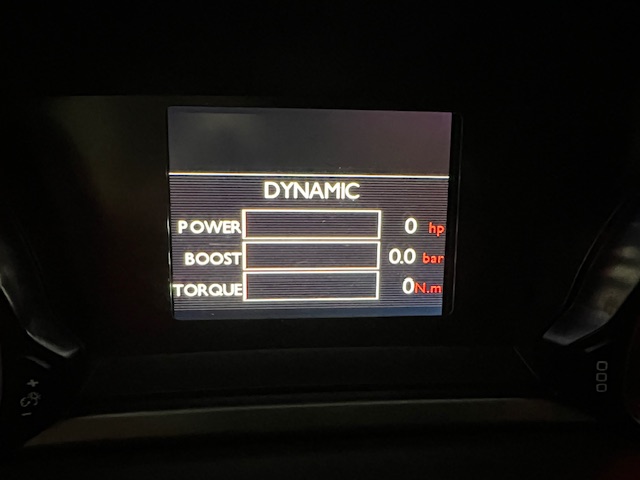 DYNAMIC
POWER 0 hp
BOOST 0.0 bar
TORQUE 0 N.m
+
-